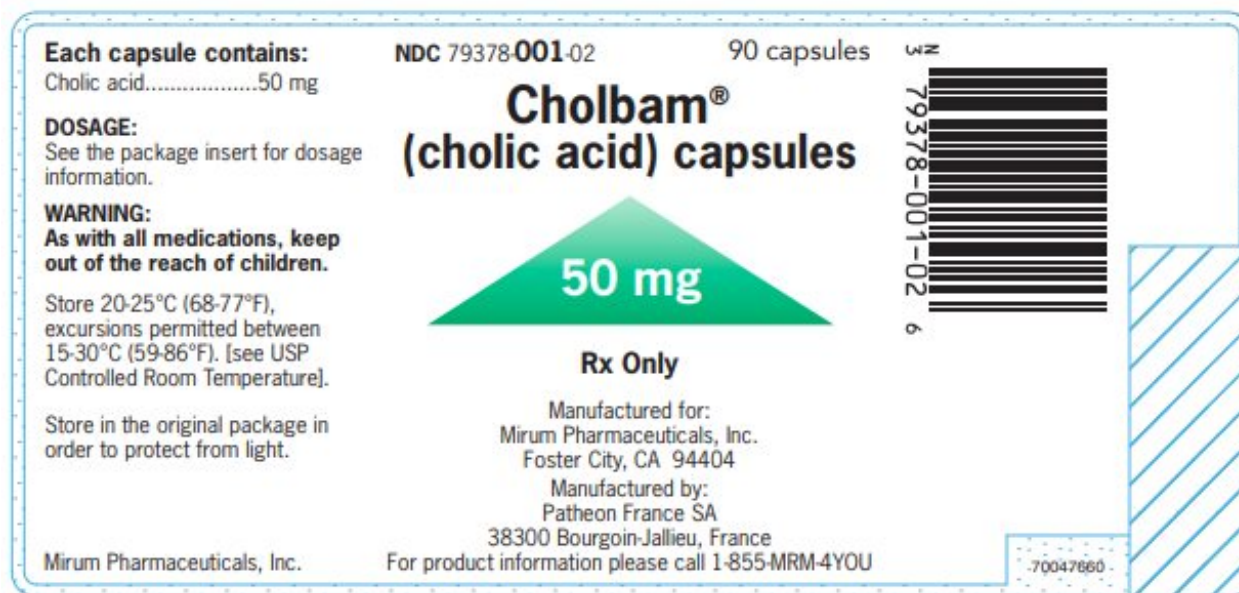 Each capsule contains:
Cholic acid..................50 mg
DOSAGE:
See the package insert for dosage
information.
WARNING:
As with all medications, keep
out of the reach of children.
Store 20-25°C (68-77°F),
excursions permitted between
15-30°C (59-86°F). [see USP
Controlled Room Temperature].
Store in the original package in
order to protect from light.
Mirum Pharmaceuticals, Inc.
NDC 79378-001-02
90 capsules
Cholbam®
(cholic acid) capsules
50 mg
Rx Only
Manufactured for:
Mirum Pharmaceuticals, Inc.
Foster City, CA 94404
Manufactured by:
Patheon France SA
38300 Bourgoin-Jallieu, France
For product information please call 1-855-MRM-4YOU
N
3 79378-001-02 6
70047660